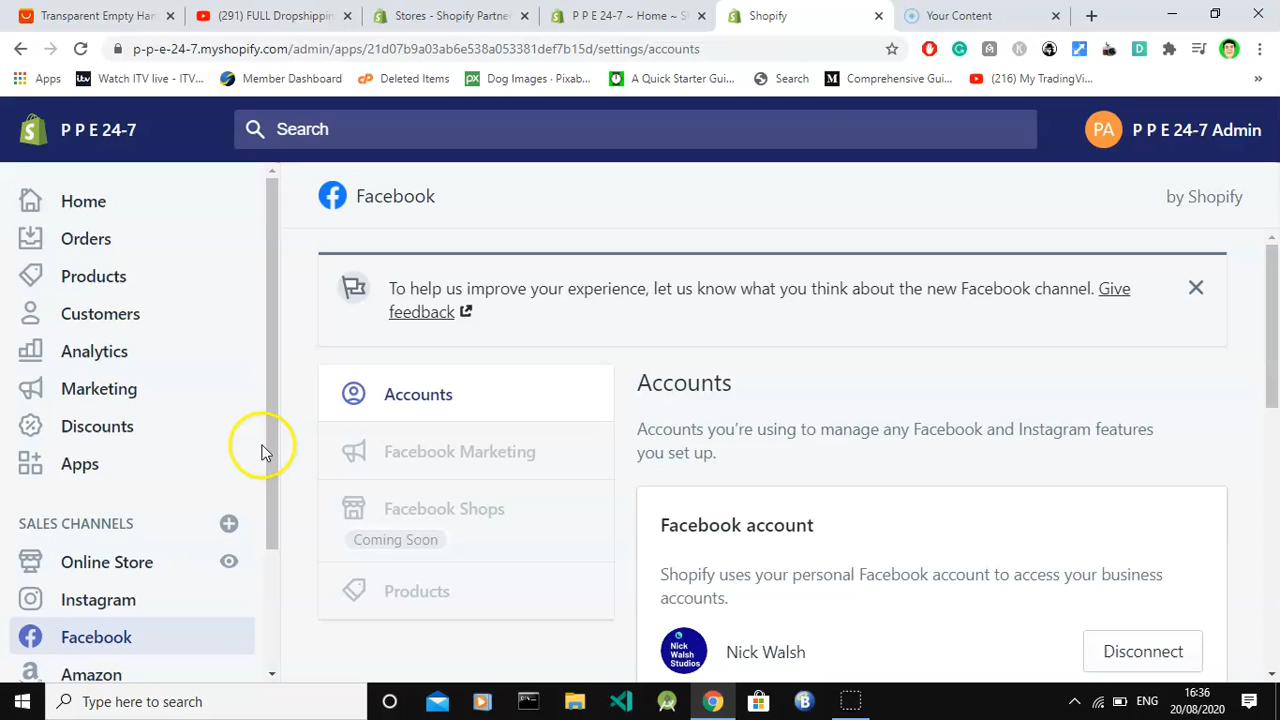 Transparent Empty Han
(291) FULL Dropshippin
Stores - Shopify Partner
P P E 24-7 ~ Home ~ Sh
Shopify
Your Content
p-p-e-24-7.myshopify.com/admin/apps/21d07b9a03ab6e538a053361def7b15d/settings/accounts
Apps
Watch ITV live - ITV...
Member Dashboard
Deleted Items
Dog Images · Pixab...
A Quick Starter Gui...
Search
Comprehensive Gui...
(216) My TradingVi...
P P E 24-7
Search
PA
P P E 24-7 Admin
Home
Orders
Products
Customers
Analytics
Marketing
Discounts
Apps
SALES CHANNELS
Online Store
Instagram
Facebook
Amazon
Facebook
by Shopify
To help us improve your experience, let us know what you think about the new Facebook channel. Give
feedback
Accounts
Facebook Marketing
Facebook Shops
Coming Soon
Products
Accounts
Accounts you're using to manage any Facebook and Instagram features
you set up.
Facebook account
Shopify uses your personal Facebook account to access your business
accounts.
Nick
Walsh
Studios
Nick Walsh
Disconnect
Type here to search
ENG
16:36
20/08/2020